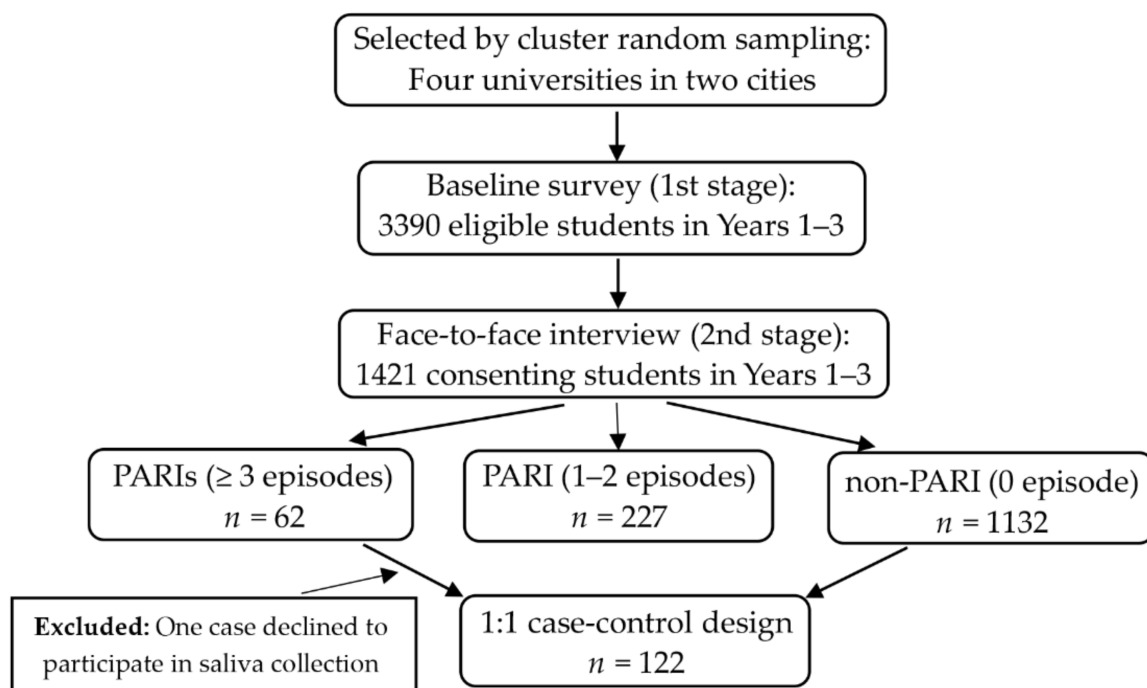 Selected by cluster random sampling:
Four universities in two cities
Baseline survey (1st stage):
3390 eligible students in Years 1–3
Face-to-face interview (2nd stage):
1421 consenting students in Years 1–3
PARIs (≥ 3 episodes)
n = 62
PARI (1–2 episodes)
n = 227
non-PARI (0 episode)
n = 1132
Excluded: One case declined to
participate in saliva collection
1:1 case-control design
n = 122